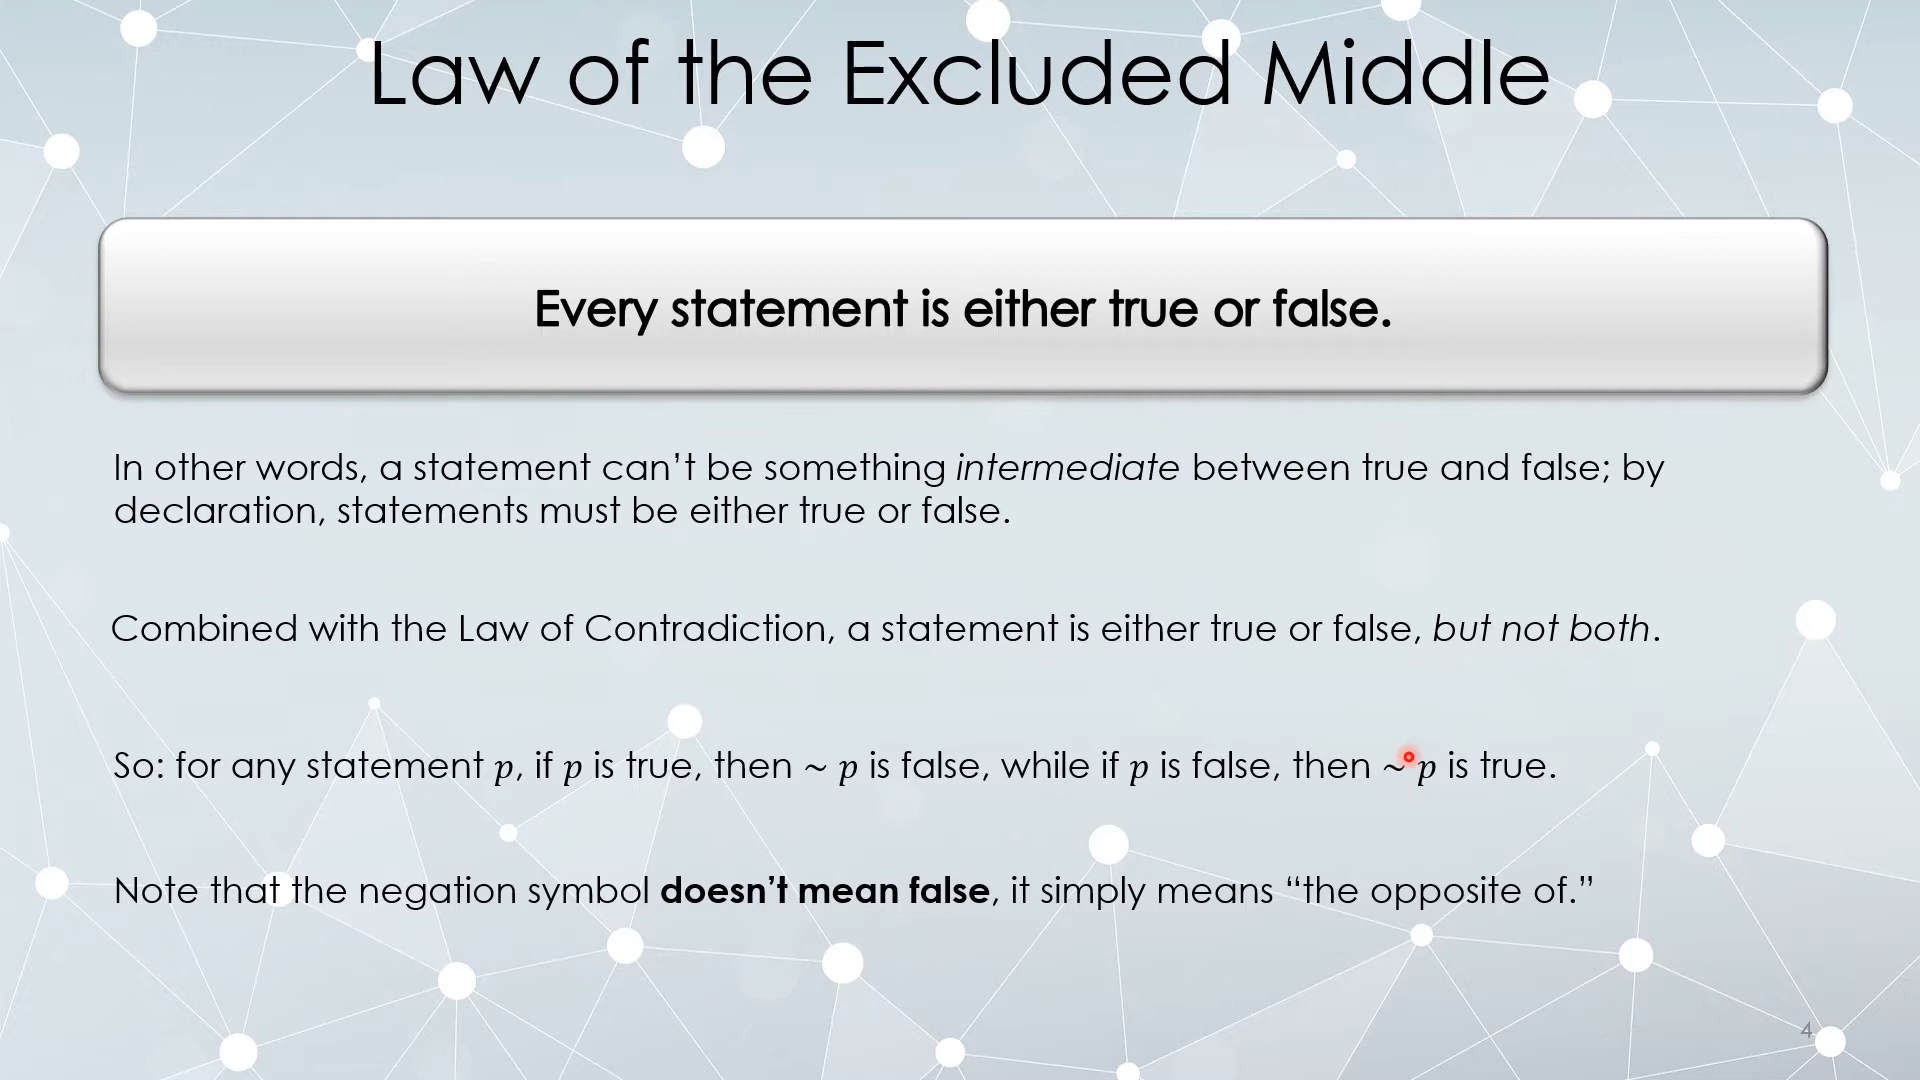 Law of the Excluded Middle
Every statement is either true or false.
In other words, a statement can’t be something intermediate between true and false; by
declaration, statements must be either true or false.
Combined with the Law of Contradiction, a statement is either true or false, but not both.
So: for any statement p, if p is true, then ~ p is false, while if p is false, then ~ p is true.
Note that the negation symbol doesn’t mean false, it simply means “the opposite of.”
4